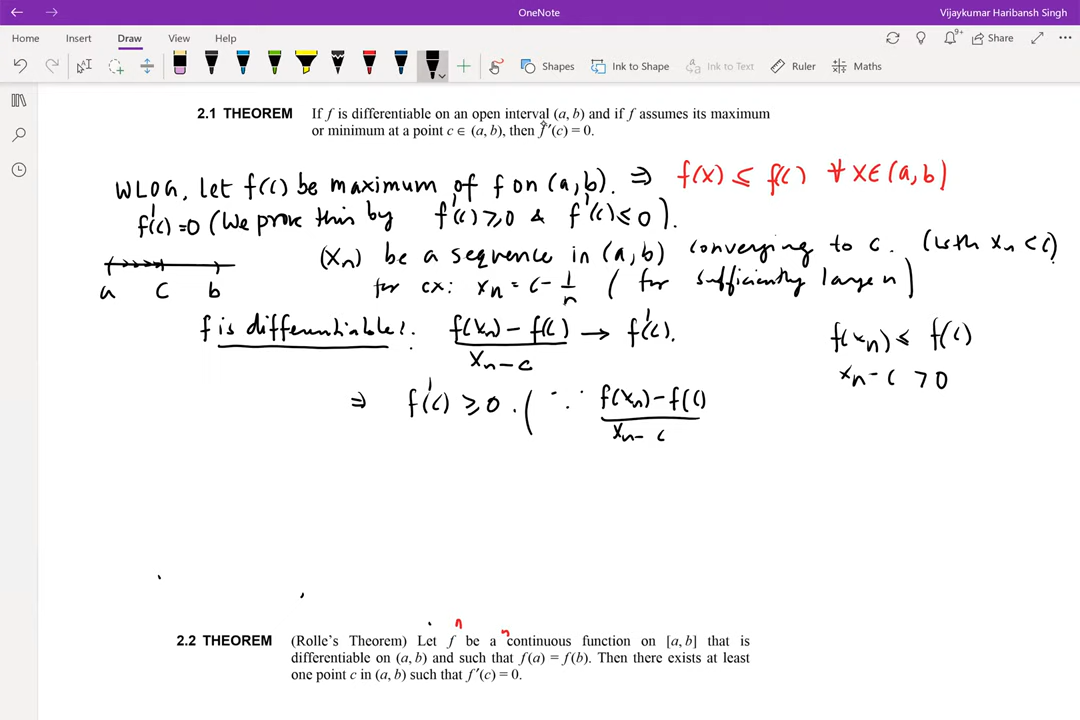 OneNote
Vijaykumar Haribansh Singh
Home Insert Draw View Help
9+ Share
Shapes Ink to Shape Ink to Text Ruler Maths
2.1 THEOREM If f is differentiable on an open interval (a, b) and if f assumes its maximum
or minimum at a point c ∈ (a, b), then f′(c) = 0.
WLOG, let f(c) be maximum of f on (a,b). ⇒ f(x) ≤ f(c) ∀ x∈(a,b)
f'(c)=0 (We prove this by f'(c) ≥ 0 & f'(c) ≤ 0).
(xn) be a sequence in (a,b) converging to c. (with xn < c)
a c b
for ex: xn = c - 1/n (for sufficiently large n)
f is differentiable: f(xn) - f(c) / xn - c → f'(c).
f(xn) ≤ f(c)
xn - c > 0
⇒ f'(c) ≥ 0. ( ∵ f(xn) - f(c) / xn - c
2.2 THEOREM (Rolle's Theorem) Let f be a continuous function on [a, b] that is
differentiable on (a, b) and such that f(a) = f(b). Then there exists at least
one point c in (a, b) such that f′(c) = 0.